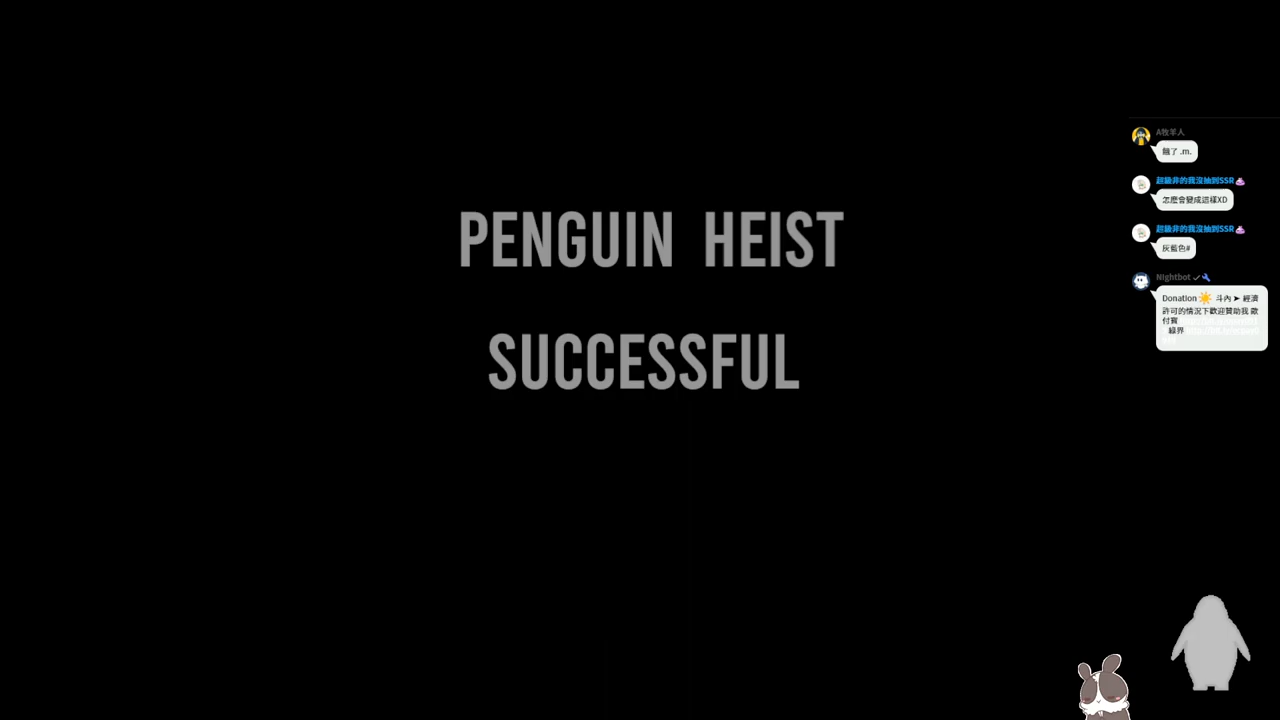 PENGUIN HEIST
SUCCESSFUL
A牧羊人
餓了 .m.
超級非的我沒抽到SSR
怎麼會變成這樣XD
超級非的我沒抽到SSR
灰藍色#
Nightbot
Donation 斗內 ➤ 經濟
許可的情況下歡迎贊助我 歐
付寶
綠界